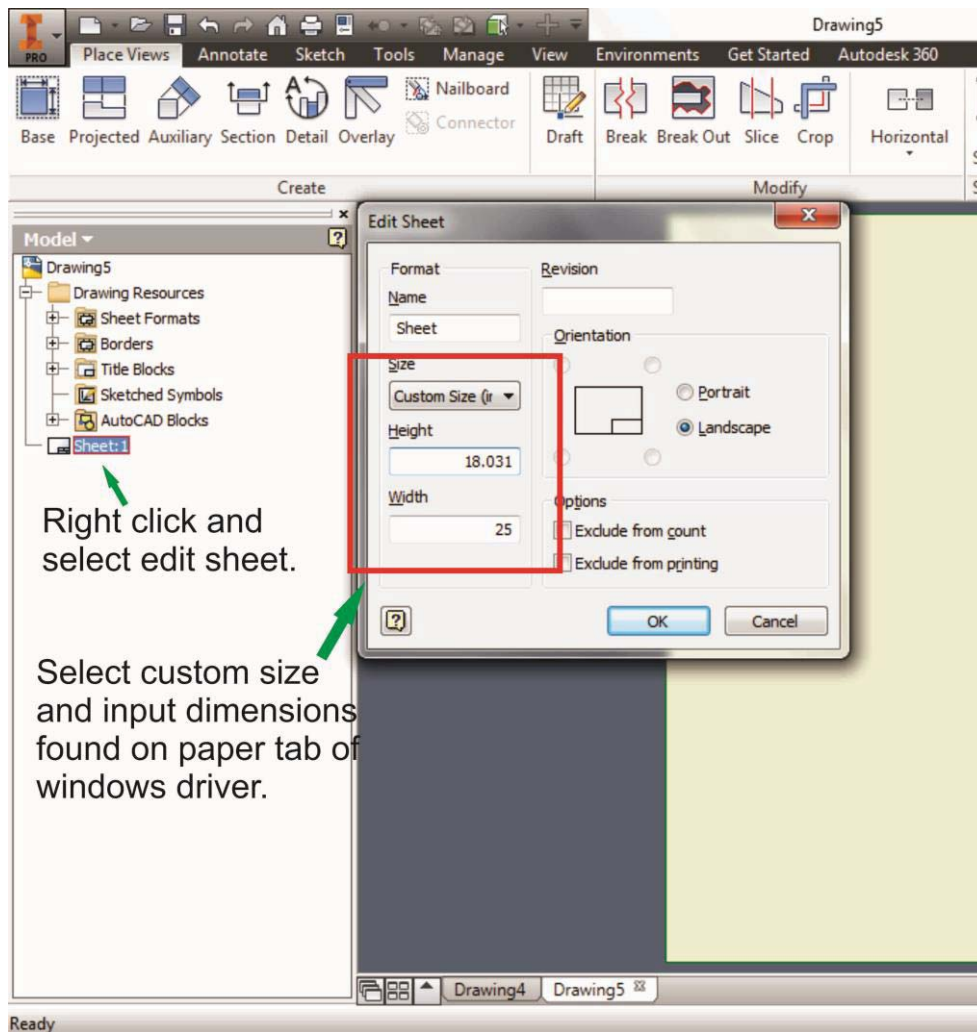 PRO
Drawing5
Place Views Annotate Sketch Tools Manage View Environments Get Started Autodesk 360
Nailboard
Connector
Base Projected Auxiliary Section Detail Overlay Draft Break Break Out Slice Crop Horizontal
Create Modify
Model
Drawing5
Drawing Resources
Sheet Formats
Borders
Title Blocks
Sketched Symbols
AutoCAD Blocks
Sheet:1
Right click and
select edit sheet.
Select custom size
and input dimensions
found on paper tab of
windows driver.
Edit Sheet
Format
Name
Sheet
Size
Custom Size (ir
Height
18.031
Width
25
Revision
Orientation
Portrait
Landscape
Options
Exclude from count
Exclude from printing
OK Cancel
Drawing4 Drawing5
Ready